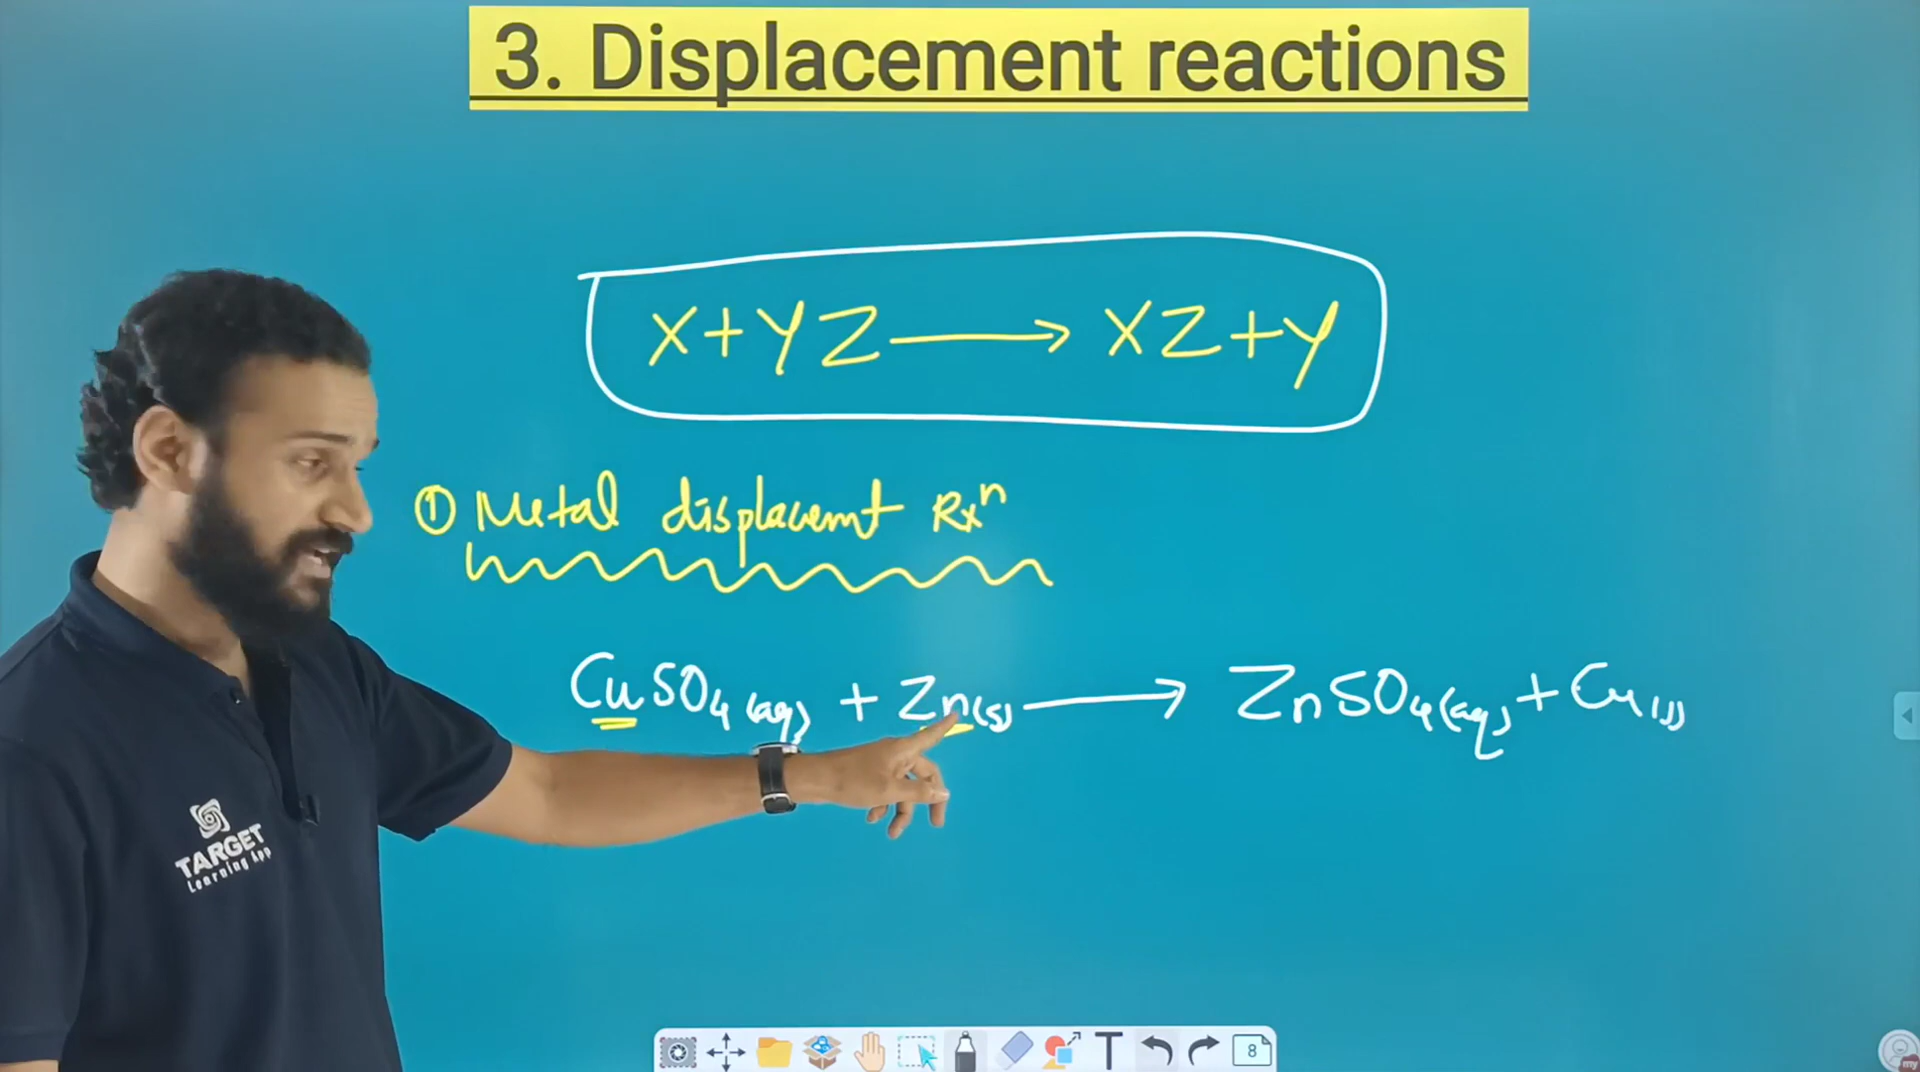 3. Displacement reactions
X + YZ ⟶ XZ + Y
① Metal displacemt Rxⁿ
CuSO₄(aq) + Zn(s) ⟶ ZnSO₄(aq) + Cu(s)
TARGET
Learning App
T
8
my